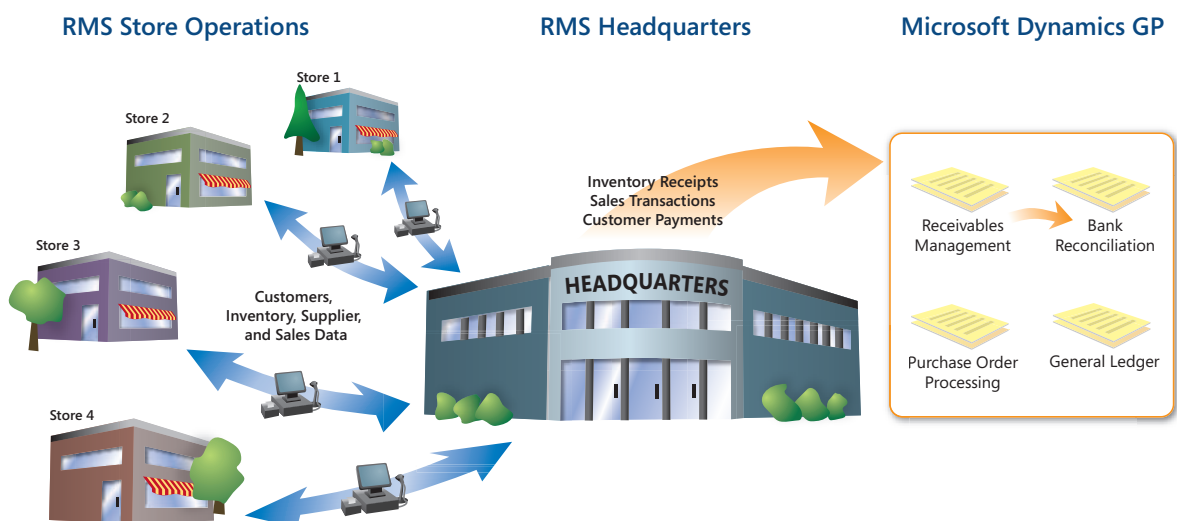 RMS Store Operations
RMS Headquarters
Microsoft Dynamics GP
Store 1
Store 2
Store 3
Store 4
Customers,
Inventory, Supplier,
and Sales Data
Inventory Receipts
Sales Transactions
Customer Payments
HEADQUARTERS
Receivables
Management
Bank
Reconciliation
Purchase Order
Processing
General Ledger